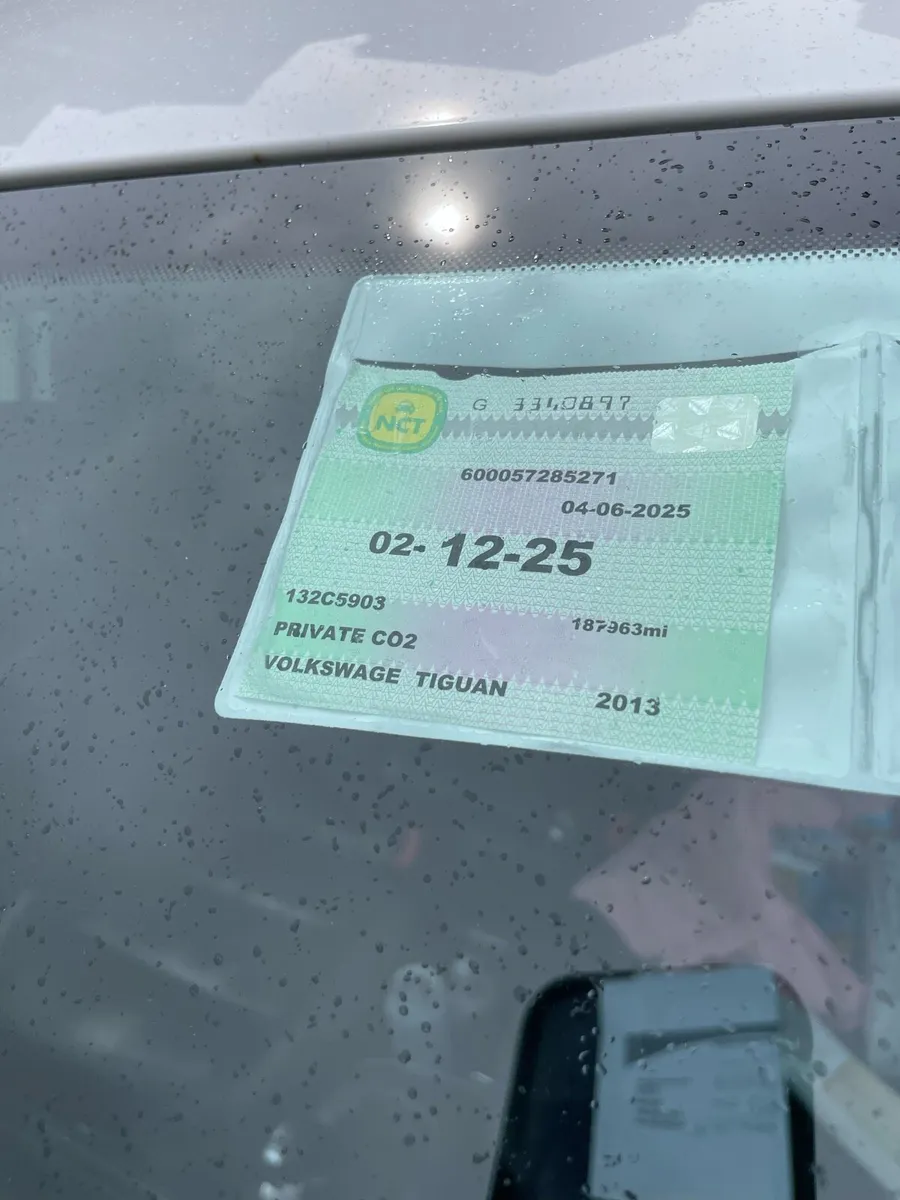 NCT
G 3340897
600057285271
04-06-2025
02-12-25
132C5903
187963mi
PRIVATE CO2
VOLKSWAGE TIGUAN
2013